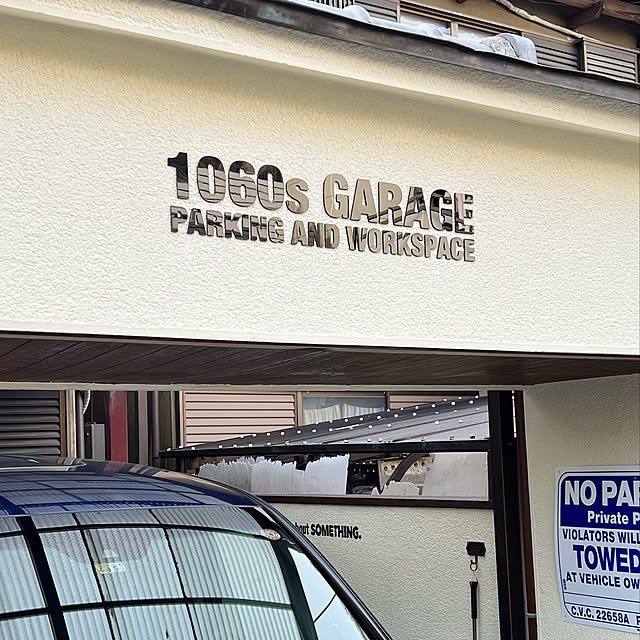 1060s GARAGE
PARKING AND WORKSPACE
SOMETHING.
NO PAR
Private P
VIOLATORS WILL
TOWED
AT VEHICLE OW
C.V.C. 22658A